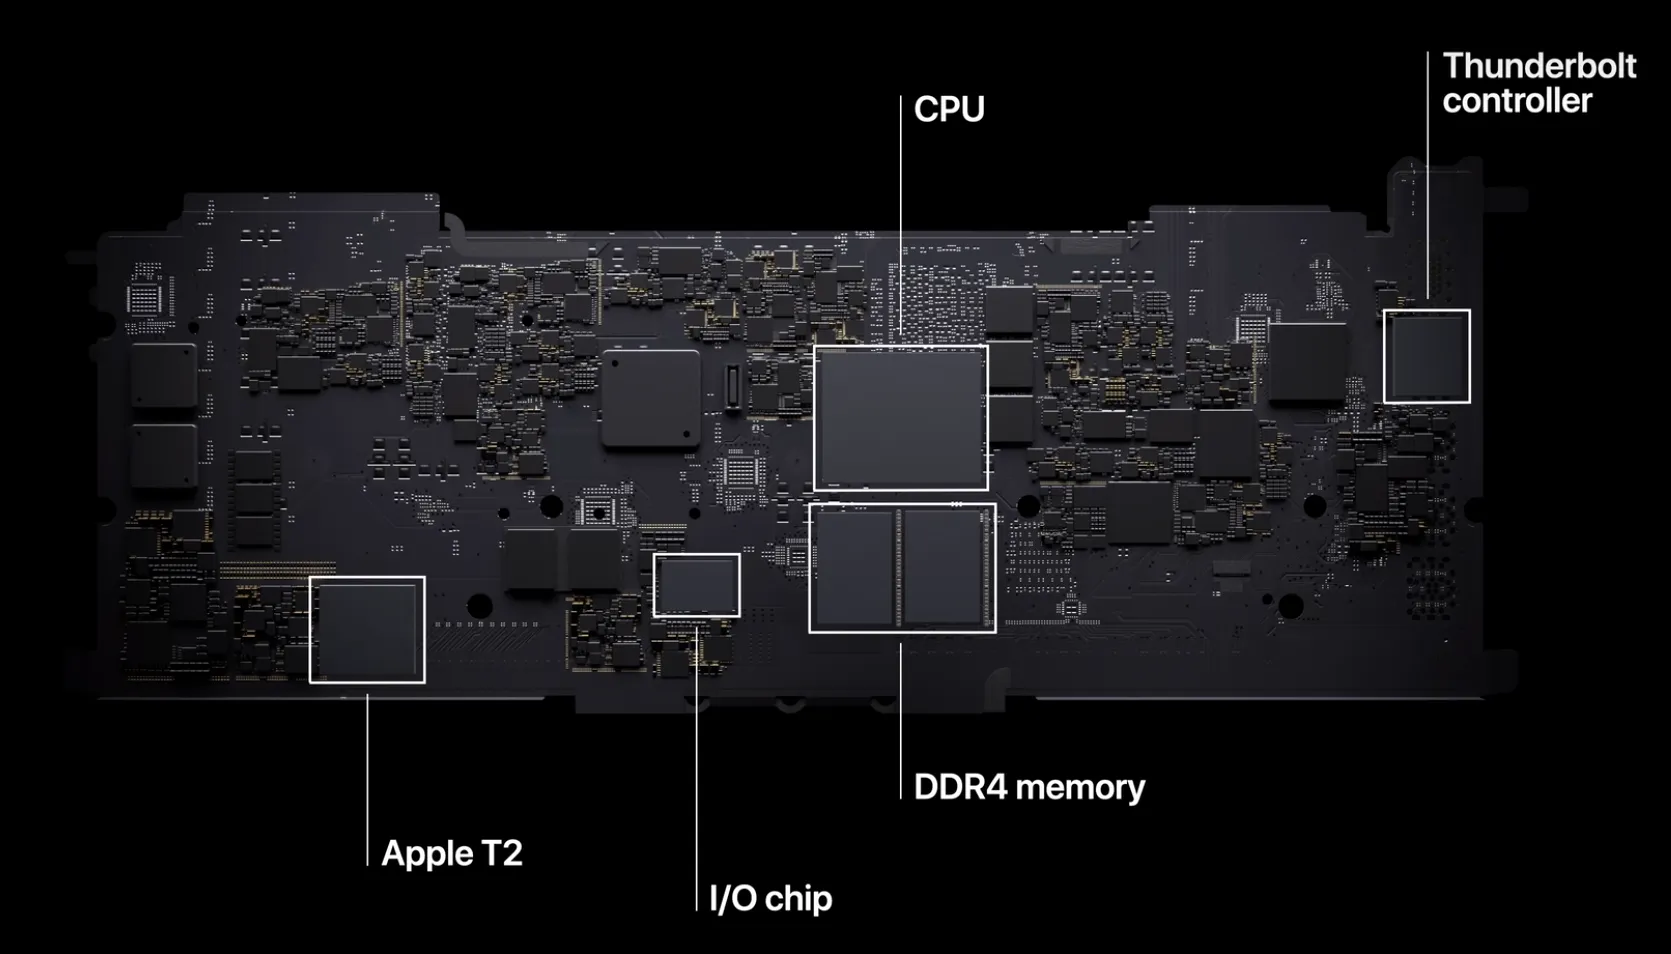 Thunderbolt
controller
CPU
DDR4 memory
Apple T2
I/O chip